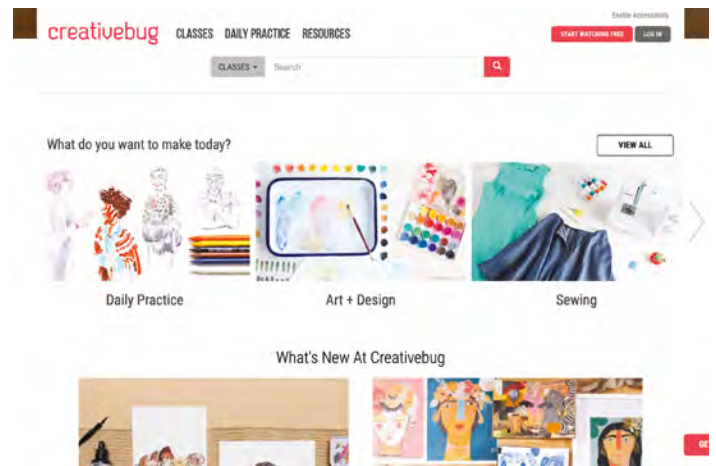 Enable Accessibility
creativebug CLASSES DAILY PRACTICE RESOURCES START WATCHING FREE LOG IN
CLASSES Search
What do you want to make today? VIEW ALL
Daily Practice Art + Design Sewing
What's New At Creativebug
GE